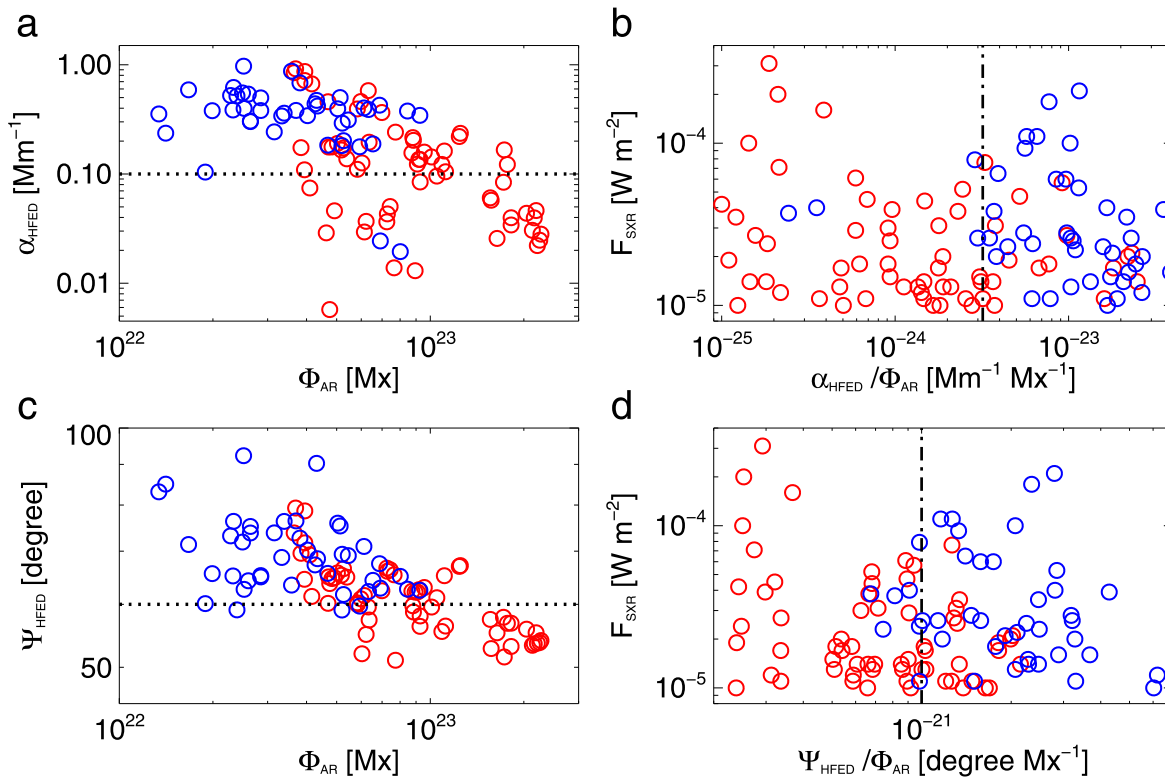 a
b
1.00
0.10
0.01
α_HFED [Mm⁻¹]
10²²
10²³
Φ_AR [Mx]
10⁻⁴
10⁻⁵
F_SXR [W m⁻²]
10⁻²⁵
10⁻²⁴
10⁻²³
α_HFED /Φ_AR [Mm⁻¹ Mx⁻¹]
c
d
100
50
Ψ_HFED [degree]
10²²
10²³
Φ_AR [Mx]
10⁻⁴
10⁻⁵
F_SXR [W m⁻²]
10⁻²¹
Ψ_HFED /Φ_AR [degree Mx⁻¹]